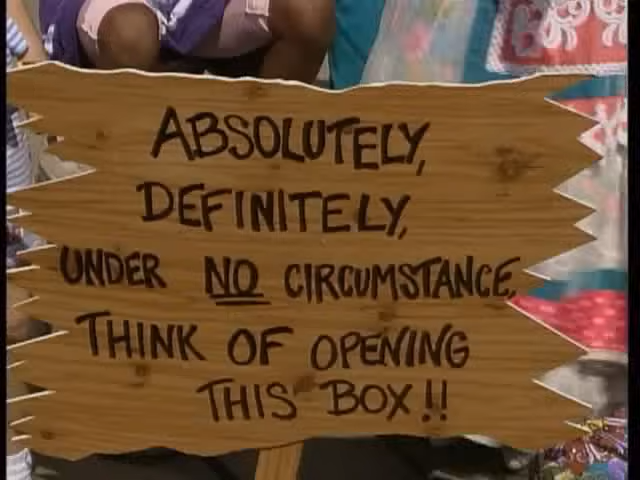 ABSOLUTELY,
DEFINITELY,
UNDER NO CIRCUMSTANCE,
THINK OF OPENING
THIS BOX!!